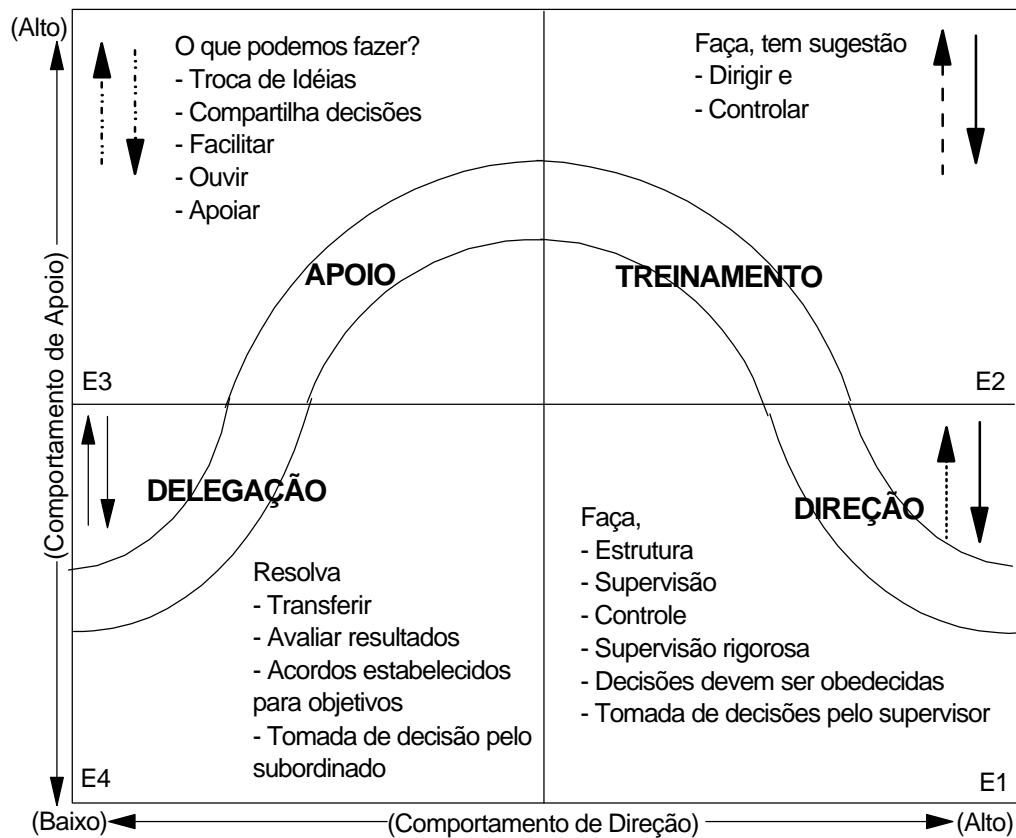 (Alto)
O que podemos fazer?
- Troca de Idéias
- Compartilha decisões
- Facilitar
- Ouvir
- Apoiar
Faça, tem sugestão
- Dirigir e
- Controlar
APOIO
TREINAMENTO
(Comportamento de Apoio)
E3
E2
DELEGAÇÃO
DIREÇÃO
Resolva
- Transferir
- Avaliar resultados
- Acordos estabelecidos
para objetivos
- Tomada de decisão pelo
subordinado
Faça,
- Estrutura
- Supervisão
- Controle
- Supervisão rigorosa
- Decisões devem ser obedecidas
- Tomada de decisões pelo supervisor
E4
E1
(Baixo)
(Comportamento de Direção)
(Alto)